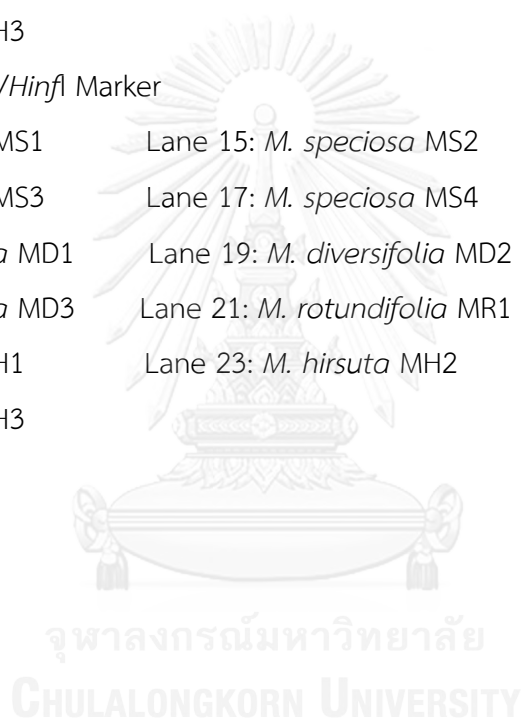 H3
/HinfI Marker
MS1 Lane 15: M. speciosa MS2
MS3 Lane 17: M. speciosa MS4
a MD1 Lane 19: M. diversifolia MD2
a MD3 Lane 21: M. rotundifolia MR1
H1 Lane 23: M. hirsuta MH2
H3
จุฬาลงกรณ์มหาวิทยาลัย
CHULALONGKORN UNIVERSITY